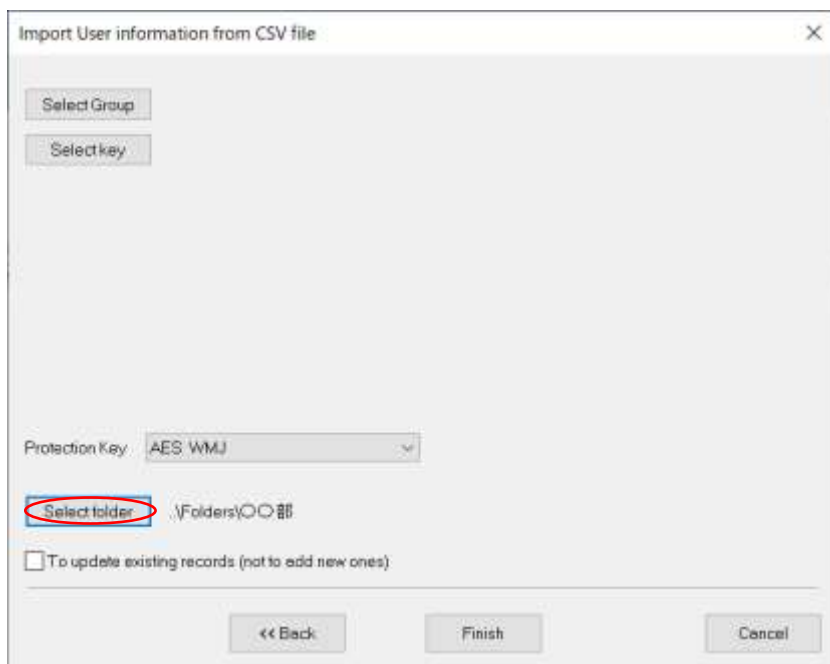 Import User information from CSV file
Select Group
Select key
Protection Key AES WMJ
Select folder ..\Folders\〇〇部
To update existing records (not to add new ones)
<< Back Finish Cancel